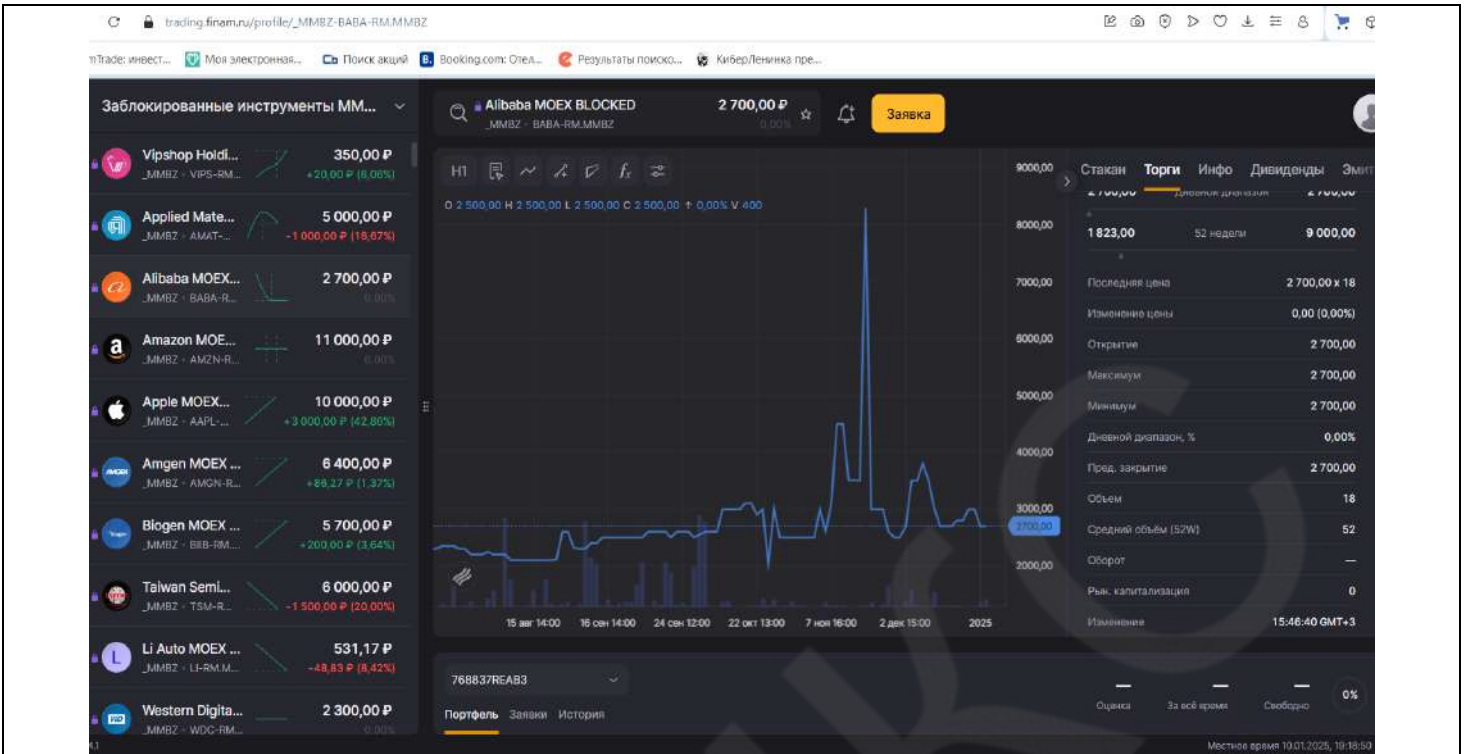 trading.finam.ru/profile/_MMBZ-BABA-RM.MMBZ
mTrade: инвест... Моя электронная... Поиск акций Booking.com: Отел... Результаты поиско... КиберЛенинка пре...
Заблокированные инструменты MM...
Alibaba MOEX BLOCKED 2 700,00 ₽
_MMBZ · BABA-RM.MMBZ 0,00%
Заявка
Vipshop Holdi... 350,00 ₽
_MMBZ · VIPS-RM... +20,00 ₽ (6,06%)
Applied Mate... 5 000,00 ₽
_MMBZ · AMAT-... -1 000,00 ₽ (16,67%)
Alibaba MOEX... 2 700,00 ₽
_MMBZ · BABA-R... 0,00%
Amazon MOE... 11 000,00 ₽
_MMBZ · AMZN-R... 0,00%
Apple MOEX... 10 000,00 ₽
_MMBZ · AAPL-... +3 000,00 ₽ (42,86%)
Amgen MOEX ... 6 400,00 ₽
_MMBZ · AMGN-R... +86,27 ₽ (1,37%)
Biogen MOEX ... 5 700,00 ₽
_MMBZ · BIIB-RM.... +200,00 ₽ (3,64%)
Taiwan Semi... 6 000,00 ₽
_MMBZ · TSM-R... -1 500,00 ₽ (20,00%)
Li Auto MOEX ... 531,17 ₽
_MMBZ · LI-RM.M... -48,83 ₽ (8,42%)
Western Digita... 2 300,00 ₽
_MMBZ · WDC-RM... 0,00%
H1
O 2 500,00 H 2 500,00 L 2 500,00 C 2 500,00 ↑ 0,00% V 400
9000,00
8000,00
7000,00
6000,00
5000,00
4000,00
3000,00
2700,00
2000,00
15 авг 14:00 16 сен 14:00 24 сен 12:00 22 окт 13:00 7 ноя 16:00 2 дек 15:00 2025
Стакан Торги Инфо Дивиденды Эмит
2 700,00 Дневной диапазон 2 700,00
1 823,00 52 недели 9 000,00
Последняя цена 2 700,00 x 18
Изменение цены 0,00 (0,00%)
Открытие 2 700,00
Максимум 2 700,00
Минимум 2 700,00
Дневной диапазон, % 0,00%
Пред. закрытие 2 700,00
Объем 18
Средний объём (52W) 52
Оборот —
Рын. капитализация 0
Изменение 15:46:40 GMT+3
768837REAB3
Портфель Заявки История
— — — 0%
Оценка За всё время Свободно
Местное время 10.01.2025, 19:18:50